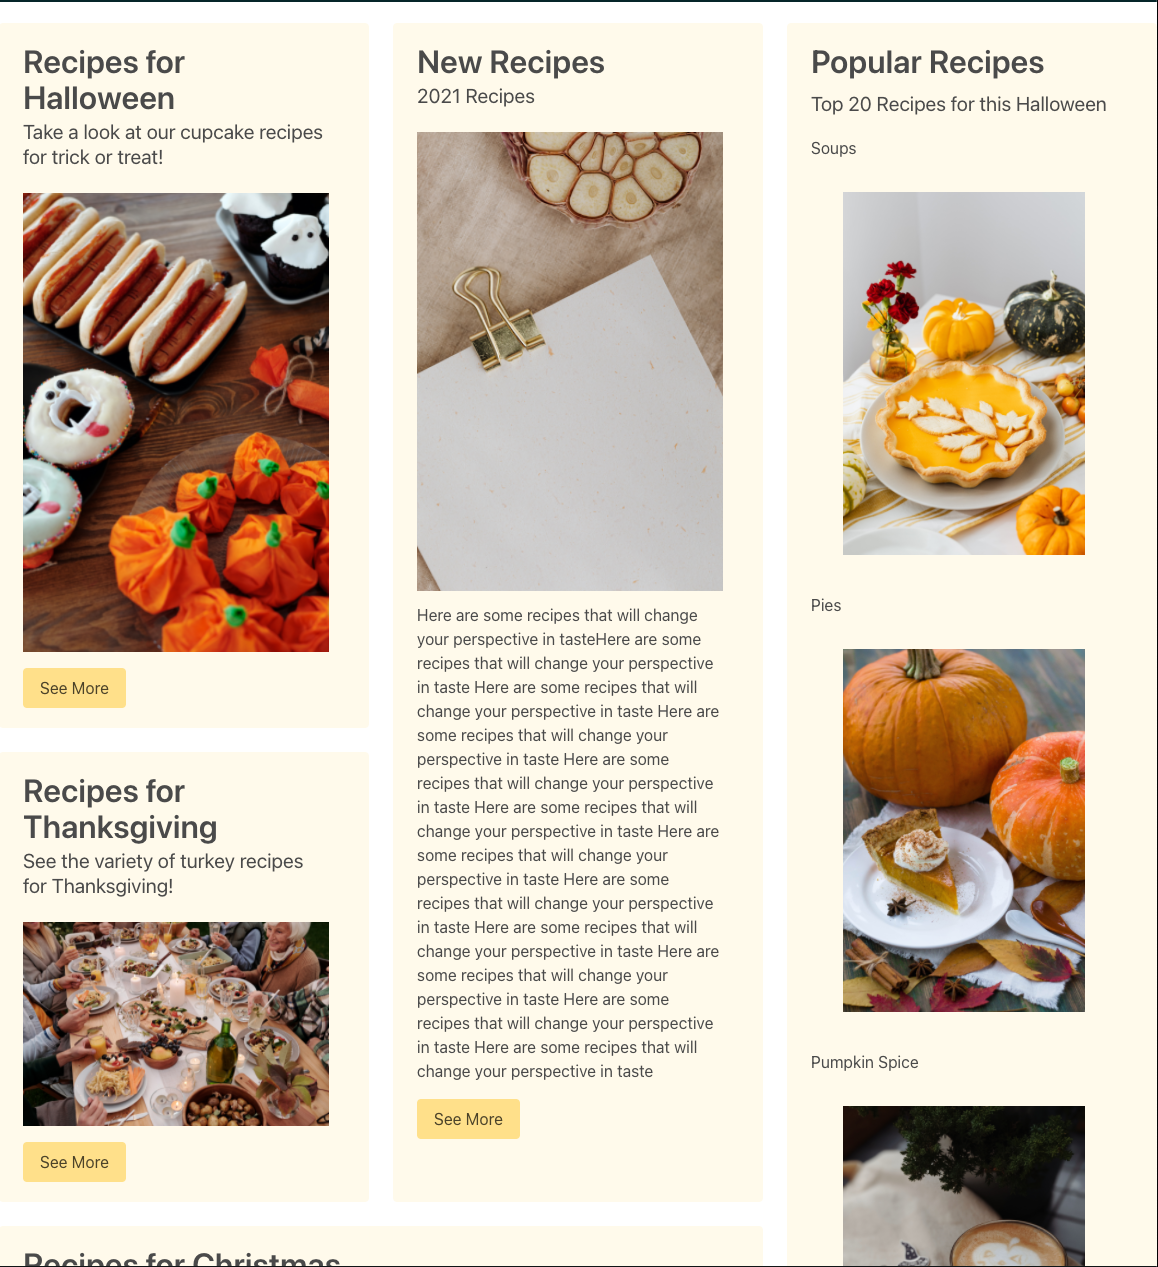 Recipes for
Halloween
Take a look at our cupcake recipes
for trick or treat!
See More
Recipes for
Thanksgiving
See the variety of turkey recipes
for Thanksgiving!
See More
New Recipes
2021 Recipes
Here are some recipes that will change
your perspective in tasteHere are some
recipes that will change your perspective
in taste Here are some recipes that will
change your perspective in taste Here are
some recipes that will change your
perspective in taste Here are some
recipes that will change your perspective
in taste Here are some recipes that will
change your perspective in taste Here are
some recipes that will change your
perspective in taste Here are some
recipes that will change your perspective
in taste Here are some recipes that will
change your perspective in taste Here are
some recipes that will change your
perspective in taste Here are some
recipes that will change your perspective
in taste Here are some recipes that will
change your perspective in taste
See More
Recipes for Christmas
Popular Recipes
Top 20 Recipes for this Halloween
Soups
Pies
Pumpkin Spice